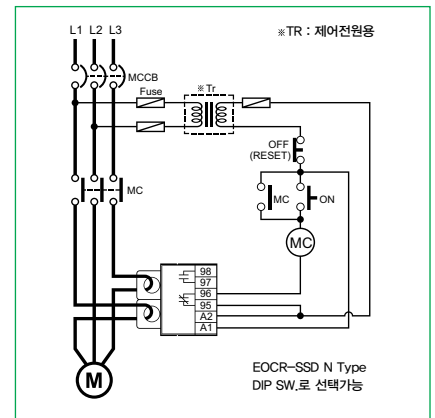 L1 L2 L3
※TR : 제어전원용
MCCB
Fuse
※Tr
OFF
(RESET)
MC
MC
ON
MC
98
97
96
95
A2
A1
M
EOCR-SSD N Type
DIP SW.로 선택가능